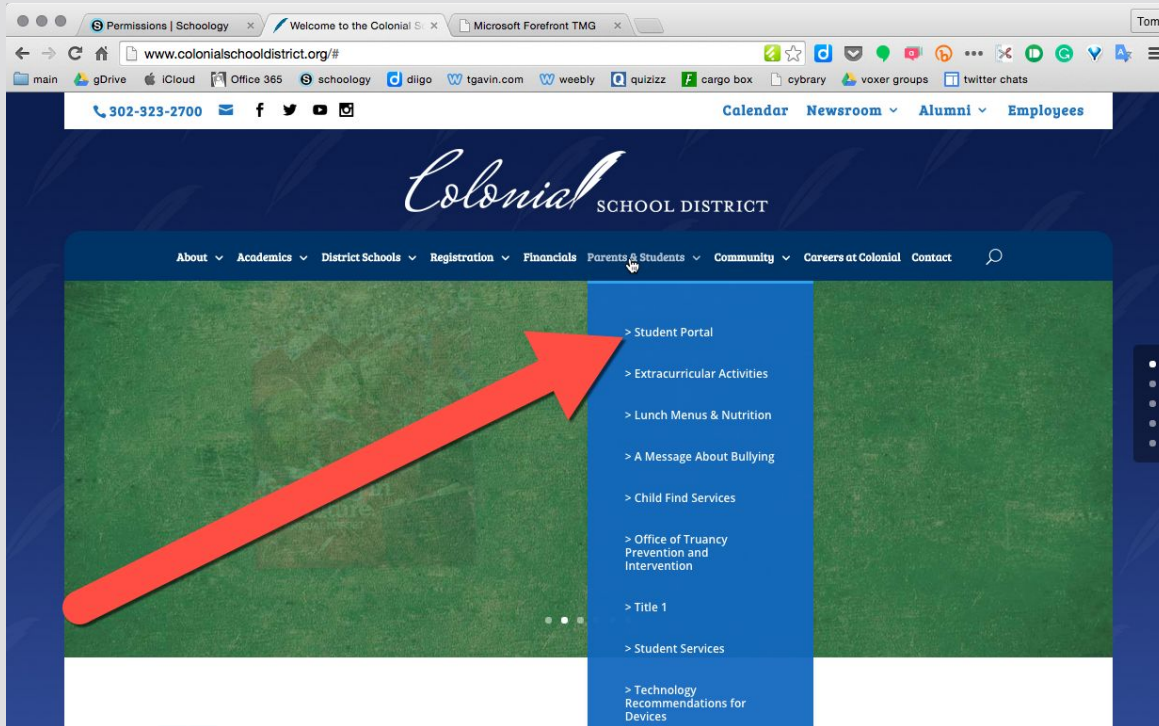 Permissions | Schoology
Welcome to the Colonial Sc
Microsoft Forefront TMG
Tom
www.colonialschooldistrict.org/#
main gDrive iCloud Office 365 schoology diigo tgavin.com weebly quizizz cargo box cybrary voxer groups twitter chats
302-323-2700
Calendar Newsroom Alumni Employees
Colonial SCHOOL DISTRICT
About Academics District Schools Registration Financials Parents & Students Community Careers at Colonial Contact
> Student Portal
> Extracurricular Activities
> Lunch Menus & Nutrition
> A Message About Bullying
> Child Find Services
> Office of Truancy
Prevention and
Intervention
> Title 1
> Student Services
> Technology
Recommendations for
Devices